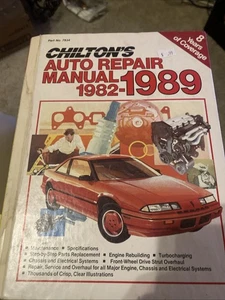 Part No. 7693
8 Years
of Coverage
CHILTON'S
AUTO REPAIR
MANUAL
1982-1989
• Maintenance • Specifications
• Step-by-Step Parts Replacement • Engine Rebuilding • Turbocharging
• Chassis and Electrical Systems • Front Wheel Drive Strut Overhaul
• Repair, Service and Overhaul for all Major Engine, Chassis and Electrical Systems
• Thousands of Crisp, Clear Illustrations